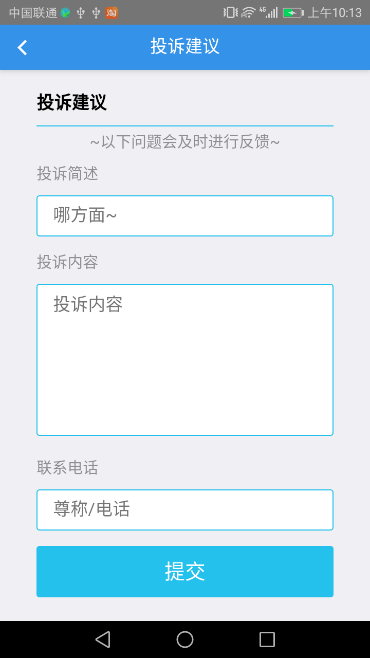 中国联通 上午10:13
投诉建议
投诉建议
~以下问题会及时进行反馈~
投诉简述
哪方面~
投诉内容
投诉内容
联系电话
尊称/电话
提交